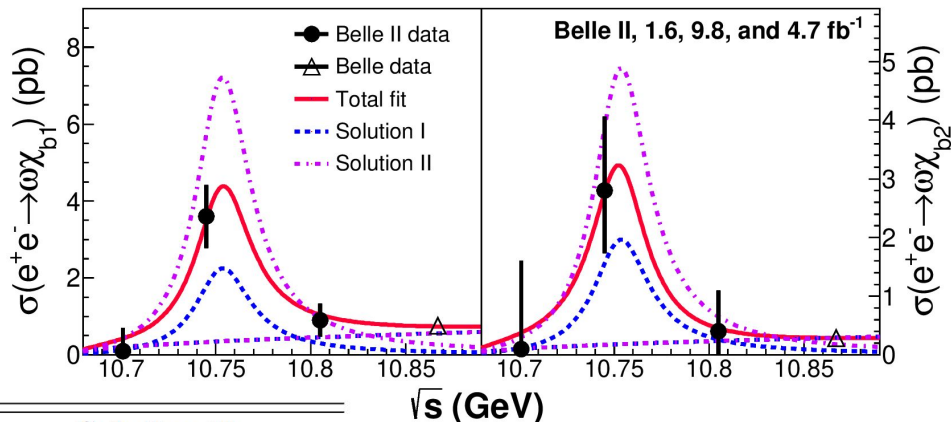 Belle II data
Belle data
Total fit
Solution I
Solution II
Belle II, 1.6, 9.8, and 4.7 fb⁻¹
σ(e⁺e⁻→ωχ_b1) (pb)
8
6
4
2
0
10.7 10.75 10.8 10.85
10.7 10.75 10.8 10.85
5
4
3
2
1
0
σ(e⁺e⁻→ωχ_b2) (pb)
√s (GeV)